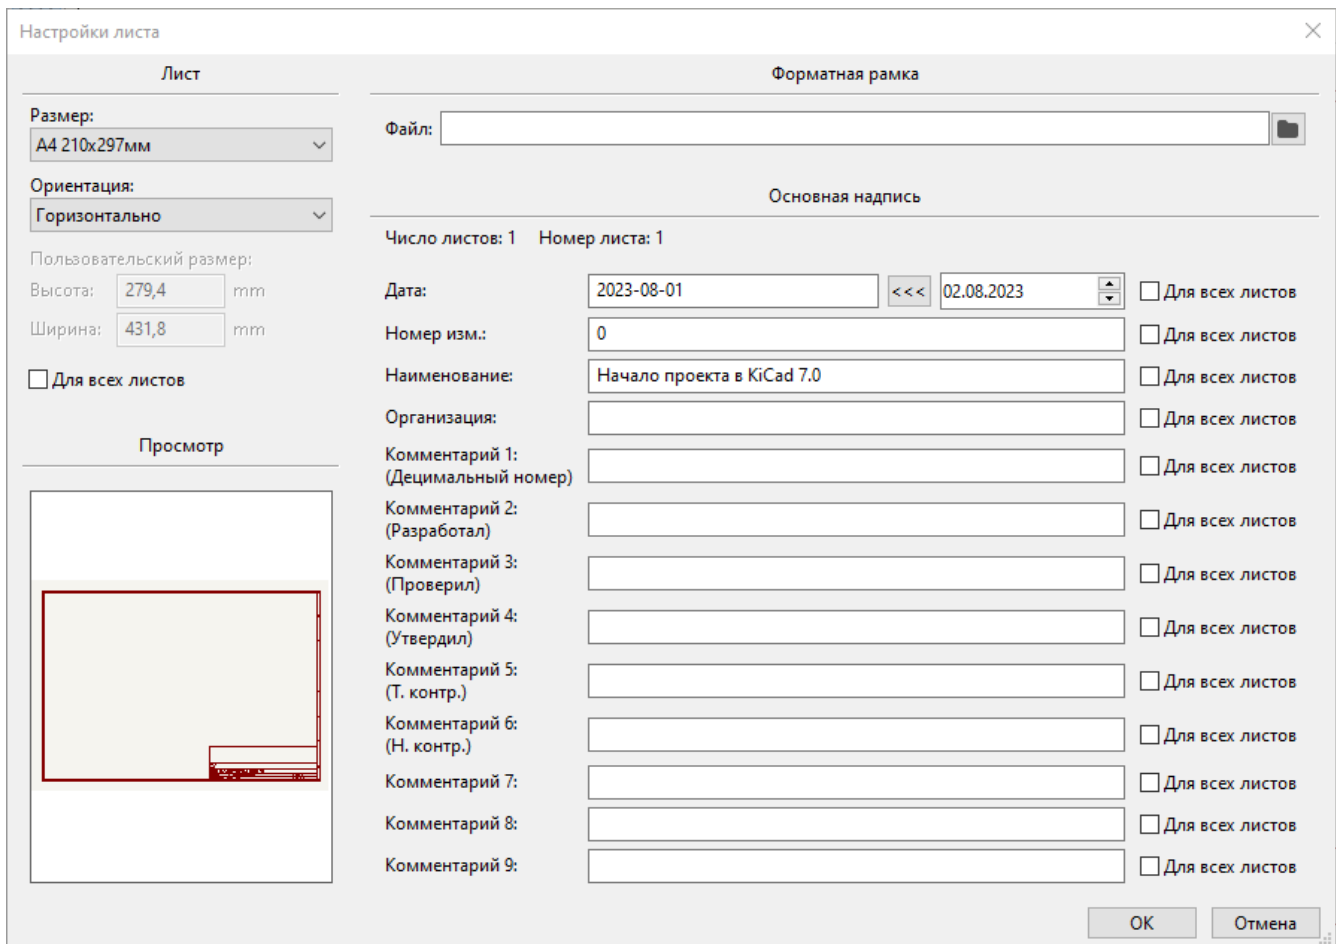 Настройки листа
Лист
Размер:
A4 210x297мм
Ориентация:
Горизонтально
Пользовательский размер:
Высота: 279,4 mm
Ширина: 431,8 mm
Для всех листов
Просмотр
Форматная рамка
Файл:
Основная надпись
Число листов: 1 Номер листа: 1
Дата: 2023-08-01 <<< 02.08.2023 Для всех листов
Номер изм.: 0 Для всех листов
Наименование: Начало проекта в KiCad 7.0 Для всех листов
Организация: Для всех листов
Комментарий 1:
(Децимальный номер) Для всех листов
Комментарий 2:
(Разработал) Для всех листов
Комментарий 3:
(Проверил) Для всех листов
Комментарий 4:
(Утвердил) Для всех листов
Комментарий 5:
(Т. контр.) Для всех листов
Комментарий 6:
(Н. контр.) Для всех листов
Комментарий 7: Для всех листов
Комментарий 8: Для всех листов
Комментарий 9: Для всех листов
OK Отмена